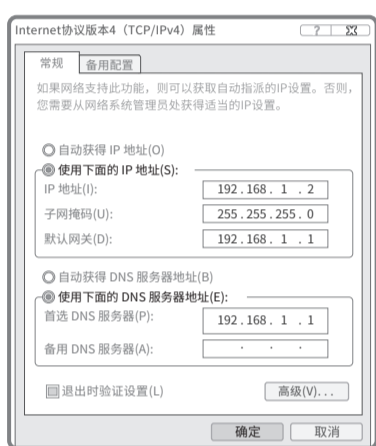 Internet协议版本4（TCP/IPv4）属性
?
常规 备用配置
如果网络支持此功能，则可以获取自动指派的IP设置。否则，
您需要从网络系统管理员处获得适当的IP设置。
自动获得 IP 地址(O)
使用下面的 IP 地址(S):
IP 地址(I): 192.168. 1 . 2
子网掩码(U): 255.255.255. 0
默认网关(D): 192.168. 1 . 1
自动获得 DNS 服务器地址(B)
使用下面的 DNS 服务器地址(E):
首选 DNS 服务器(P): 192.168. 1 . 1
备用 DNS 服务器(A): . . .
退出时验证设置(L) 高级(V)...
确定 取消